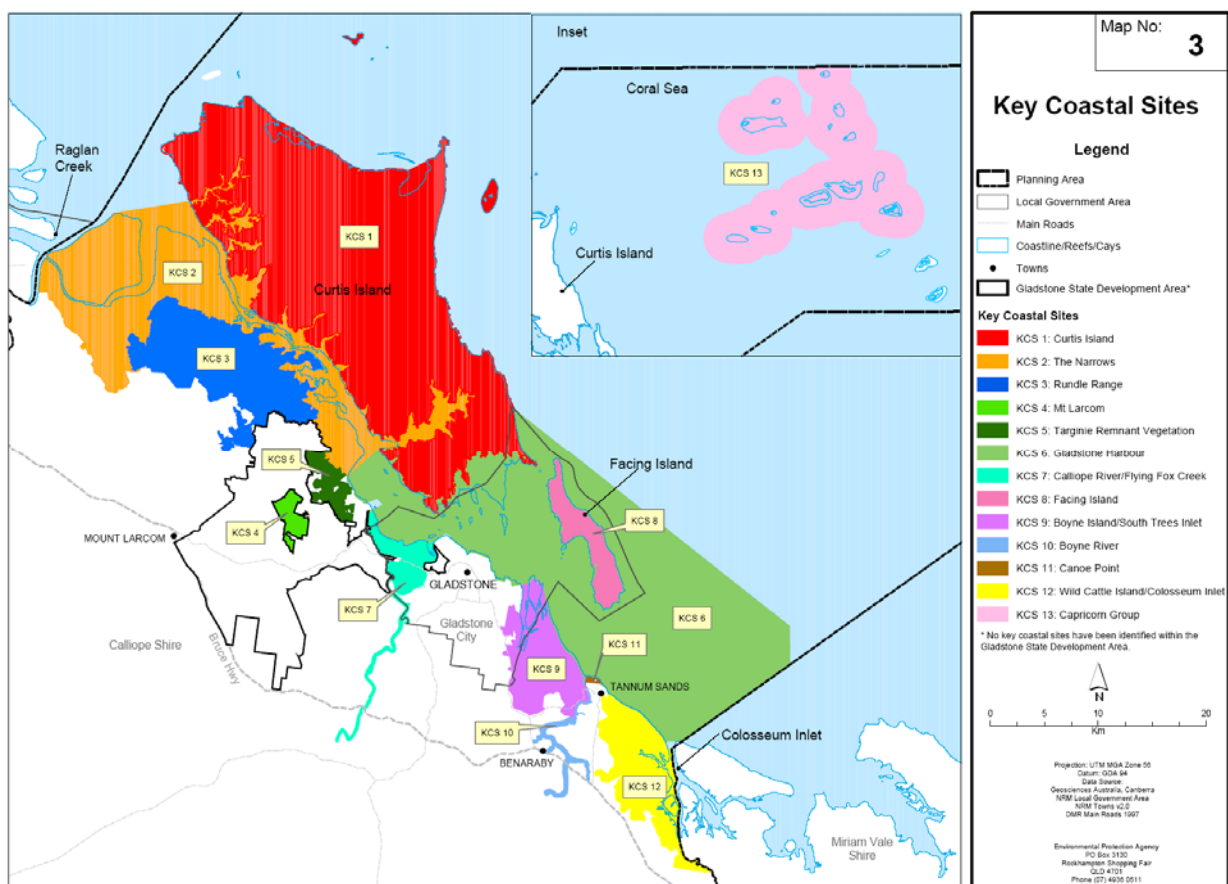 Inset
Coral Sea
KCS 13
Curtis Island
Raglan
Creek
KCS 1
KCS 2
Curtis Island
KCS 3
Facing Island
KCS 5
KCS 8
KCS 4
MOUNT LARCOM
GLADSTONE
KCS 7
Gladstone
City
KCS 6
Calliope Shire
Bruce Hwy
KCS 11
KCS 9
TANNUM SANDS
KCS 10
Colosseum Inlet
BENARABY
KCS 12
Miriam Vale
Shire
Map No:
3
Key Coastal Sites
Legend
Planning Area
Local Government Area
Main Roads
Coastline/Reefs/Cays
Towns
Gladstone State Development Area*
Key Coastal Sites
KCS 1: Curtis Island
KCS 2: The Narrows
KCS 3: Rundle Range
KCS 4: Mt Larcom
KCS 5: Targinie Remnant Vegetation
KCS 6: Gladstone Harbour
KCS 7: Calliope River/Flying Fox Creek
KCS 8: Facing Island
KCS 9: Boyne Island/South Trees Inlet
KCS 10: Boyne River
KCS 11: Canoe Point
KCS 12: Wild Cattle Island/Colosseum Inlet
KCS 13: Capricorn Group
* No key coastal sites have been identified within the
Gladstone State Development Area.
N
0 5 10 20
Km
Projection: UTM MGA Zone 56
Datum: GDA 94
Data Source:
Geosciences Australia, Canberra
NRM Local Government Area
NRM Towns v2.0
DMR Main Roads 1997
Environmental Protection Agency
PO Box 3130
Rockhampton Shopping Fair
QLD 4701
Phone (07) 4936 0511